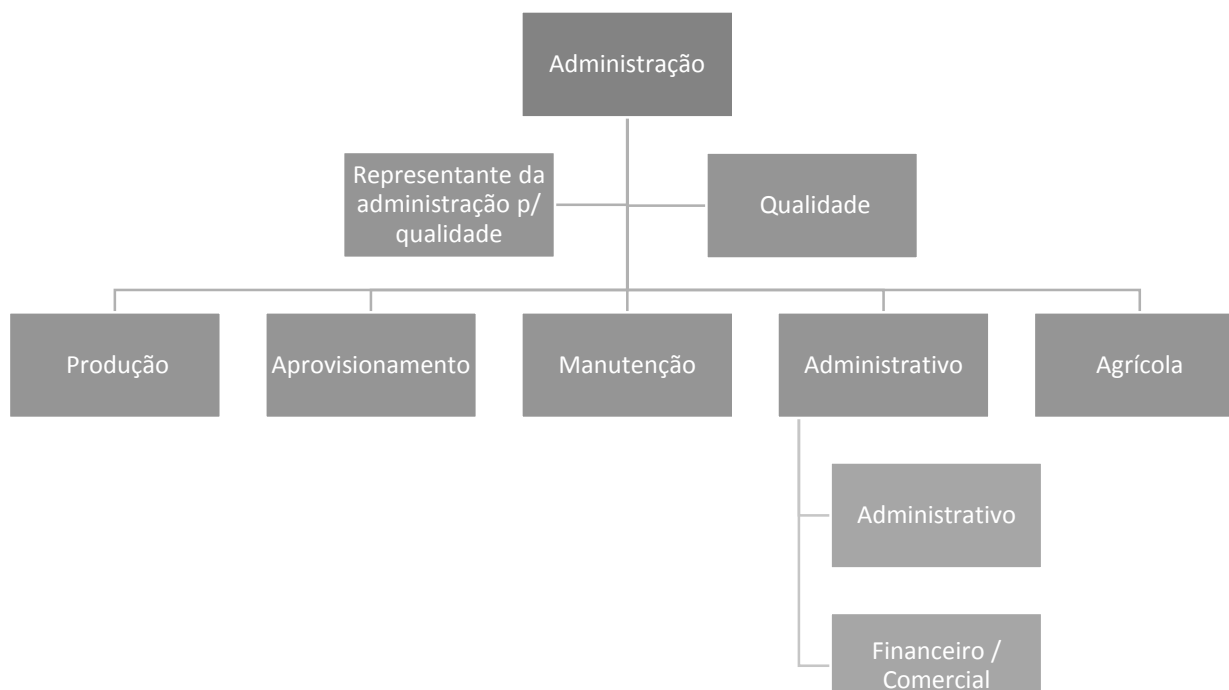 Administração
Representante da
administração p/
qualidade
Qualidade
Produção
Aprovisionamento
Manutenção
Administrativo
Agrícola
Administrativo
Financeiro /
Comercial